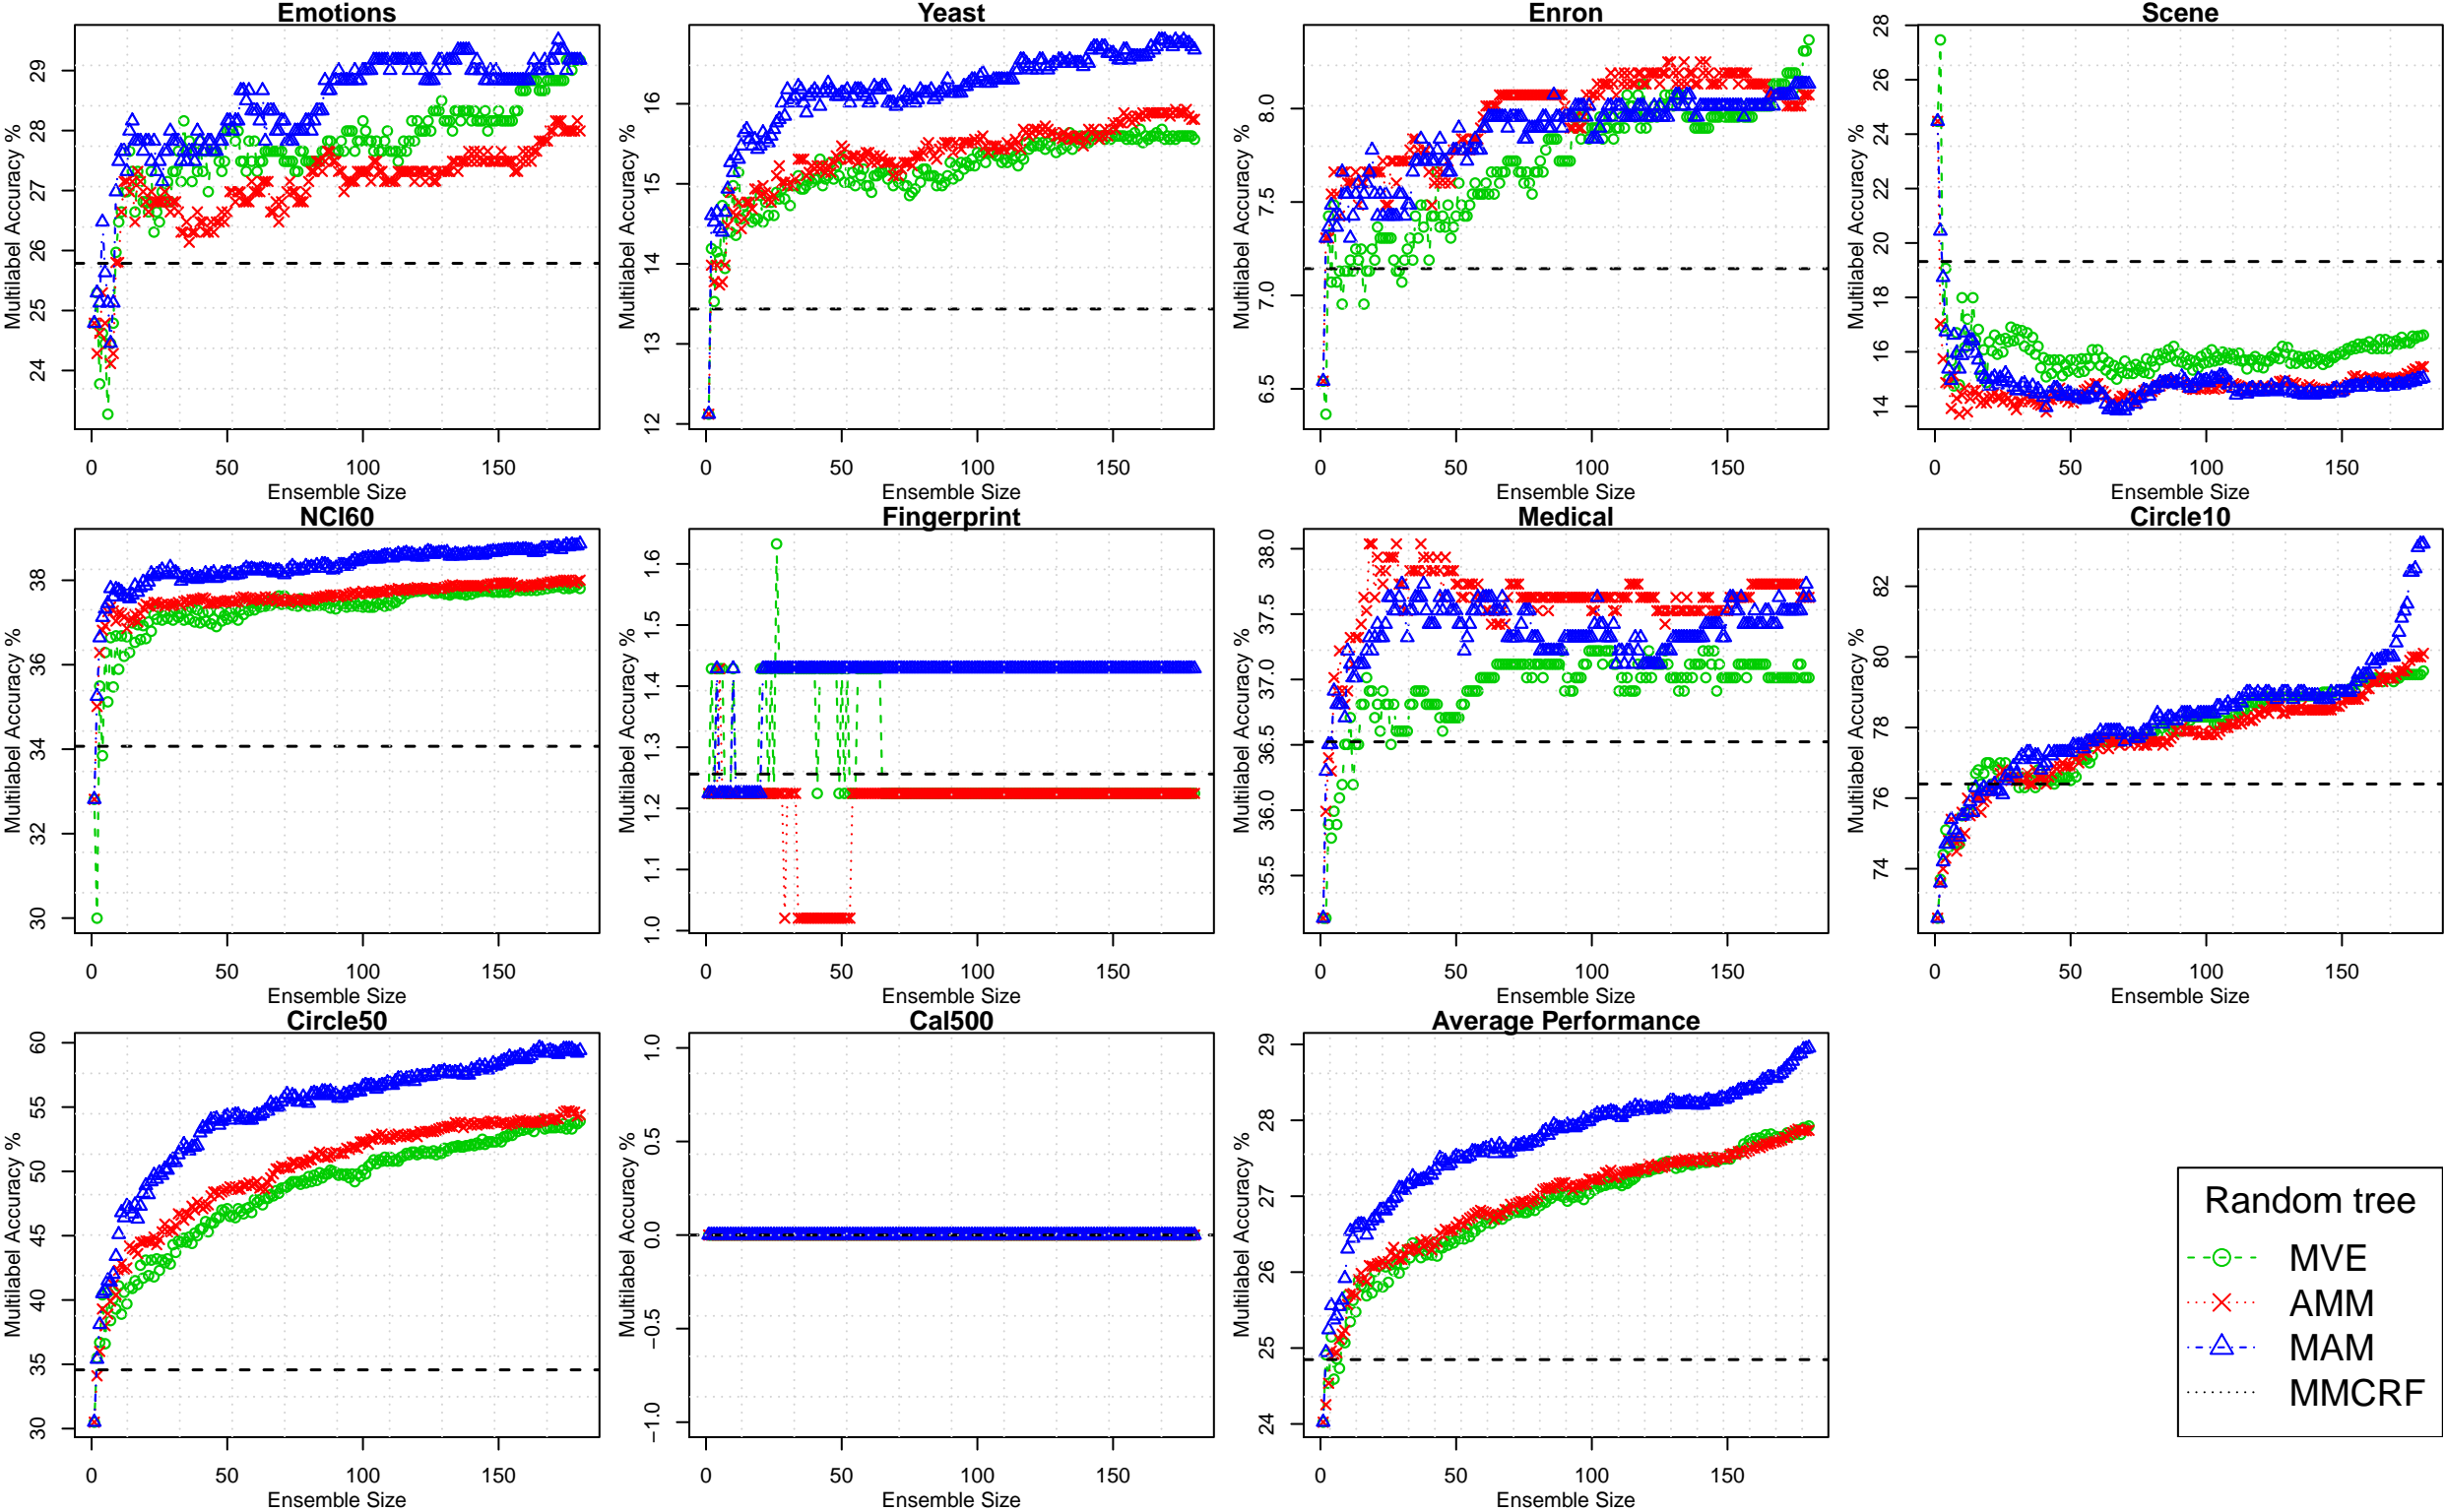 Emotions
Multilabel Accuracy %
24 25 26 27 28 29
0 50 100 150
Ensemble Size
Yeast
Multilabel Accuracy %
12 13 14 15 16
0 50 100 150
Ensemble Size
Enron
Multilabel Accuracy %
6.5 7.0 7.5 8.0
0 50 100 150
Ensemble Size
Scene
Multilabel Accuracy %
14 16 18 20 22 24 26 28
0 50 100 150
Ensemble Size
NCI60
Multilabel Accuracy %
30 32 34 36 38
0 50 100 150
Ensemble Size
Fingerprint
Multilabel Accuracy %
1.0 1.1 1.2 1.3 1.4 1.5 1.6
0 50 100 150
Ensemble Size
Medical
Multilabel Accuracy %
35.5 36.0 36.5 37.0 37.5 38.0
0 50 100 150
Ensemble Size
Circle10
Multilabel Accuracy %
74 76 78 80 82
0 50 100 150
Ensemble Size
Circle50
Multilabel Accuracy %
30 35 40 45 50 55 60
0 50 100 150
Ensemble Size
Cal500
Multilabel Accuracy %
−1.0 −0.5 0.0 0.5 1.0
0 50 100 150
Ensemble Size
Average Performance
Multilabel Accuracy %
24 25 26 27 28 29
0 50 100 150
Ensemble Size
Random tree
MVE
AMM
MAM
MMCRF